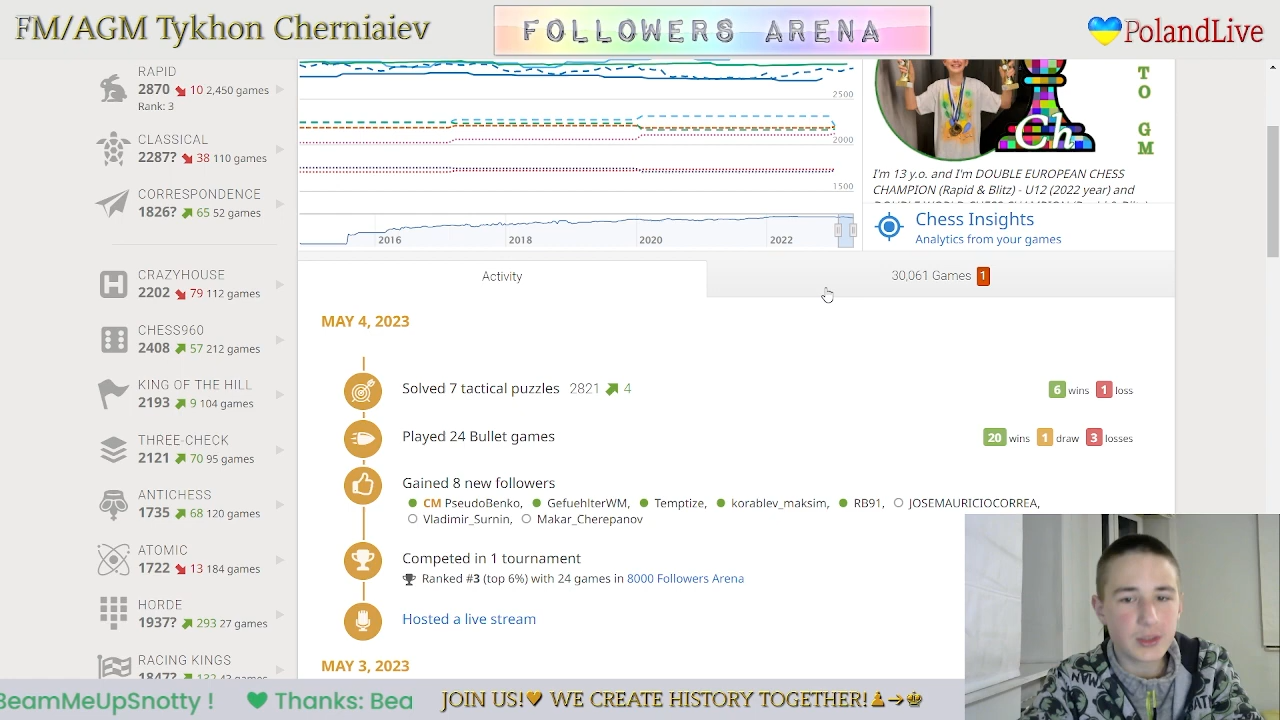 FM/AGM Tykhon Cherniaiev
FOLLOWERS ARENA
PolandLive
RAPID
2870 10 2,450 games
Rank: 3
CLASSICAL
2287? 38 110 games
CORRESPONDENCE
1826? 65 52 games
CRAZYHOUSE
2202 79 112 games
CHESS960
2408 57 212 games
KING OF THE HILL
2193 9 104 games
THREE-CHECK
2121 70 95 games
ANTICHESS
1735 68 120 games
ATOMIC
1722 13 184 games
HORDE
1937? 293 27 games
RACING KINGS
2500
2000
1500
2016
2018
2020
2022
TO
GM
Ch
I'm 13 y.o. and I'm DOUBLE EUROPEAN CHESS
CHAMPION (Rapid & Blitz) - U12 (2022 year) and
Chess Insights
Analytics from your games
Activity
30,061 Games 1
MAY 4, 2023
Solved 7 tactical puzzles 2821 4
6 wins 1 loss
Played 24 Bullet games
20 wins 1 draw 3 losses
Gained 8 new followers
CM PseudoBenko, GefuehlterWM, Temptize, korablev_maksim, RB91, JOSEMAURICIOCORREA,
Vladimir_Surnin, Makar_Cherepanov
Competed in 1 tournament
Ranked #3 (top 6%) with 24 games in 8000 Followers Arena
Hosted a live stream
MAY 3, 2023
BeamMeUpSnotty ! Thanks: Bea
JOIN US! WE CREATE HISTORY TOGETHER!